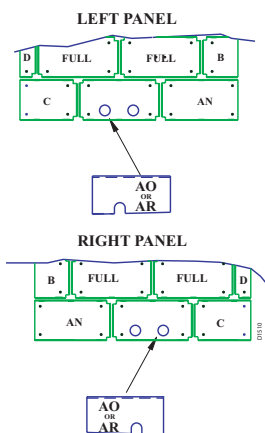 LEFT PANEL
D FULL FULL B
C AN
AO
OR
AR
RIGHT PANEL
B FULL FULL D
AN C
D1510
AO
OR
AR